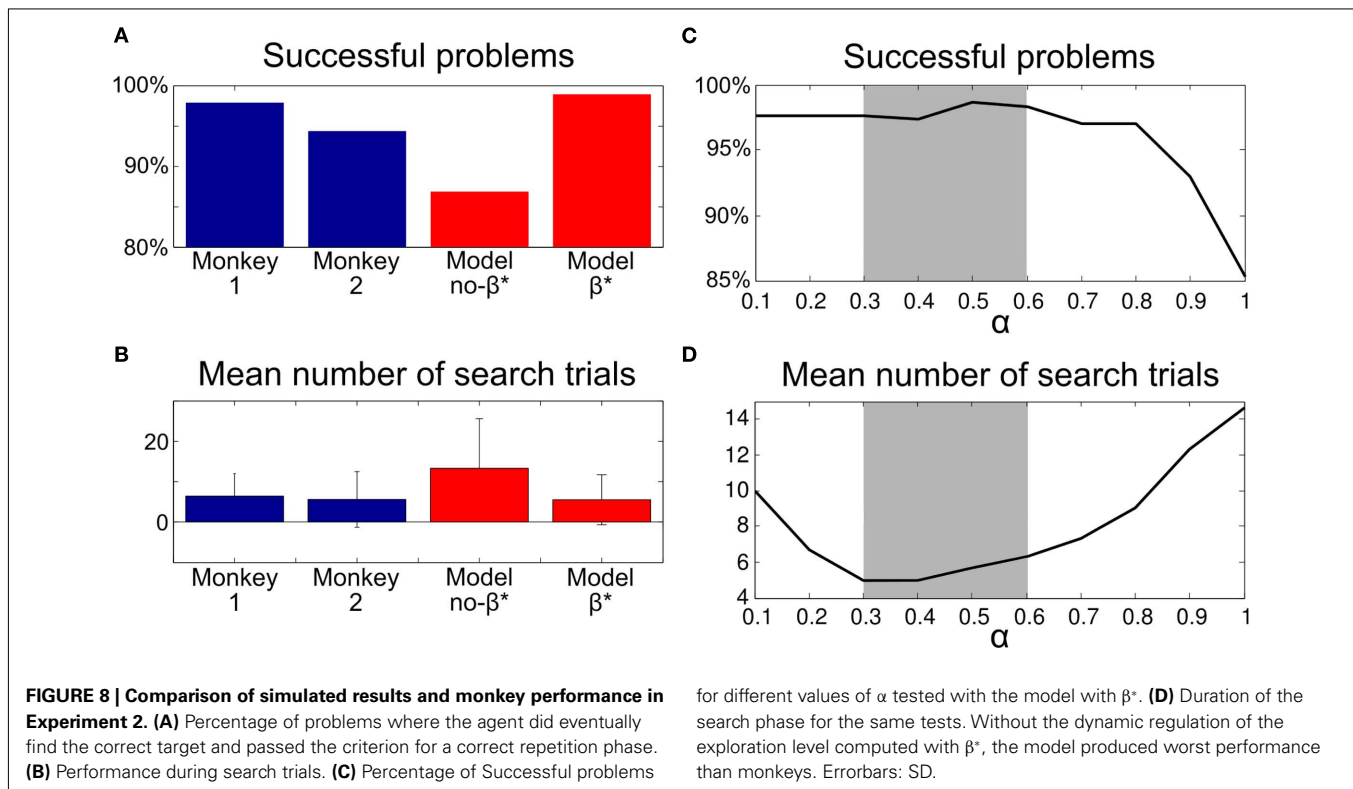 A
Successful problems
100%
90%
80%
Monkey 1
Monkey 2
Model no-β*
Model β*
B
Mean number of search trials
20
0
Monkey 1
Monkey 2
Model no-β*
Model β*
C
Successful problems
100%
95%
90%
85%
0.1 0.2 0.3 0.4 0.5 0.6 0.7 0.8 0.9 1
α
D
Mean number of search trials
14
12
10
8
6
4
0.1 0.2 0.3 0.4 0.5 0.6 0.7 0.8 0.9 1
α
FIGURE 8 | Comparison of simulated results and monkey performance in
Experiment 2. (A) Percentage of problems where the agent did eventually
find the correct target and passed the criterion for a correct repetition phase.
(B) Performance during search trials. (C) Percentage of Successful problems
for different values of α tested with the model with β*. (D) Duration of the
search phase for the same tests. Without the dynamic regulation of the
exploration level computed with β*, the model produced worst performance
than monkeys. Errorbars: SD.